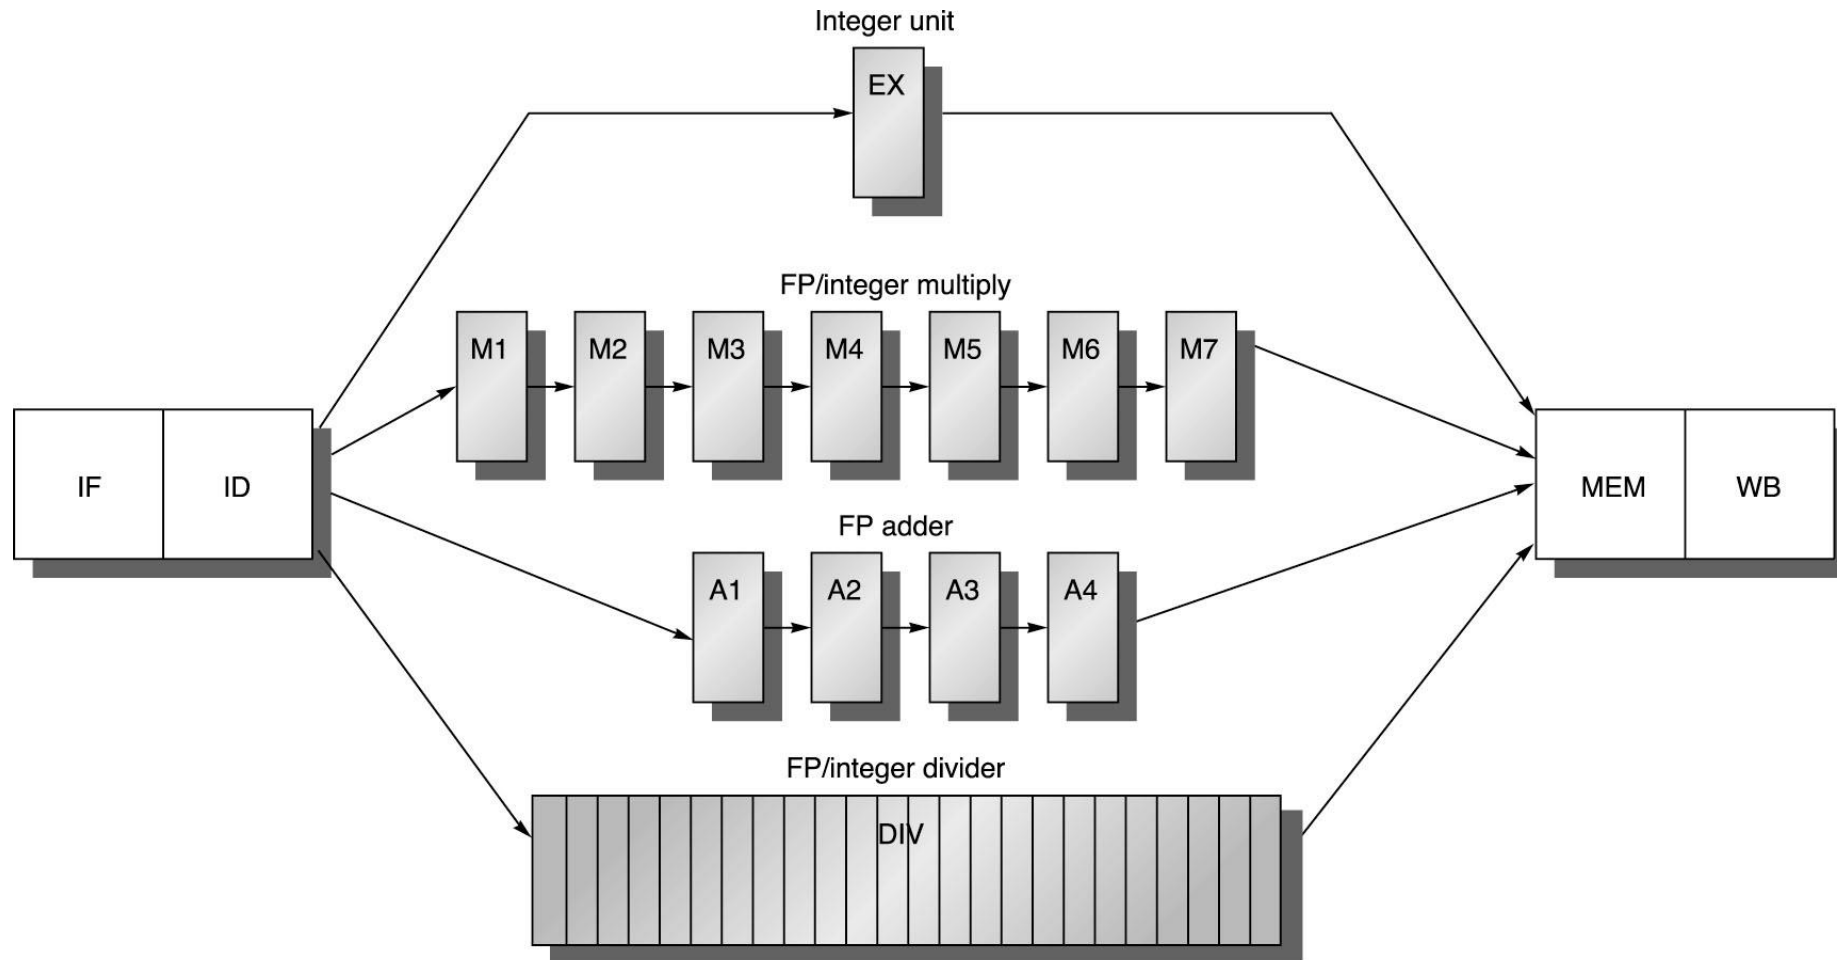 Integer unit
EX
FP/integer multiply
M1 M2 M3 M4 M5 M6 M7
IF ID
MEM WB
FP adder
A1 A2 A3 A4
FP/integer divider
DIV